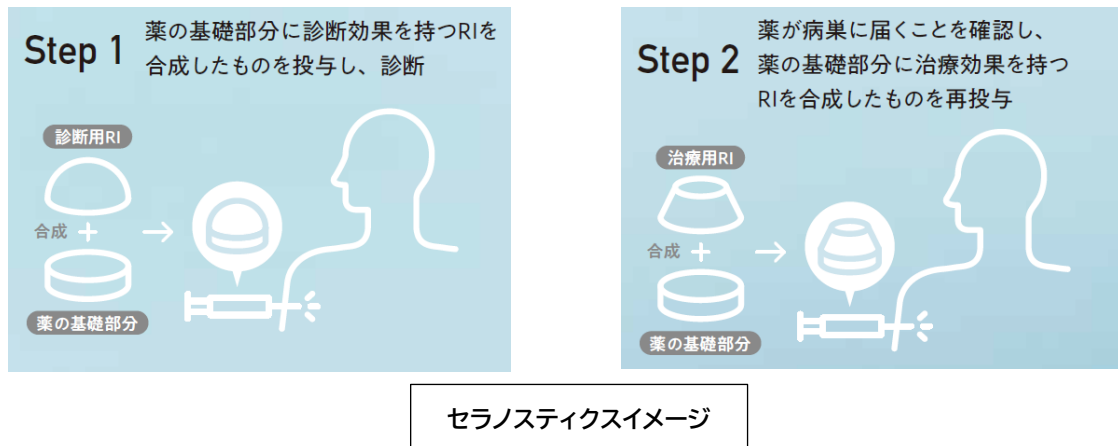 Step 1
薬の基礎部分に診断効果を持つRIを
合成したものを投与し、診断
診断用RI
合成 +
薬の基礎部分
Step 2
薬が病巣に届くことを確認し、
薬の基礎部分に治療効果を持つ
RIを合成したものを再投与
治療用RI
合成 +
薬の基礎部分
セラノスティクスイメージ